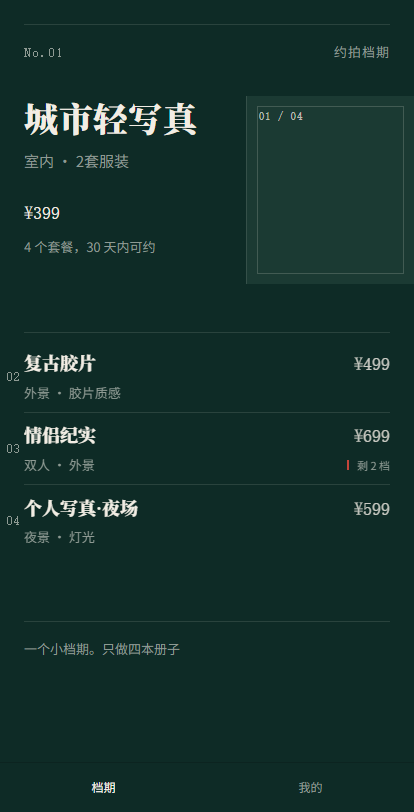 No.01
约拍档期
城市轻写真
室内 · 2套服装
¥399
4 个套餐，30 天内可约
01 / 04
02
复古胶片
¥499
外景 · 胶片质感
03
情侣纪实
¥699
双人 · 外景
剩 2 档
04
个人写真·夜场
¥599
夜景 · 灯光
一个小档期。只做四本册子
档期
我的